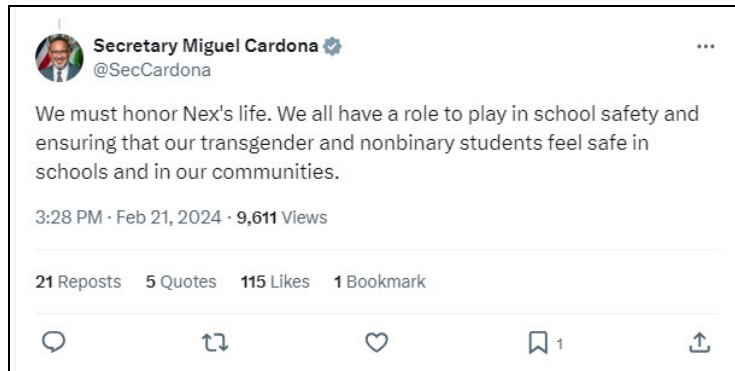 Secretary Miguel Cardona
@SecCardona
We must honor Nex's life. We all have a role to play in school safety and
ensuring that our transgender and nonbinary students feel safe in
schools and in our communities.
3:28 PM · Feb 21, 2024 · 9,611 Views
21 Reposts 5 Quotes 115 Likes 1 Bookmark
1